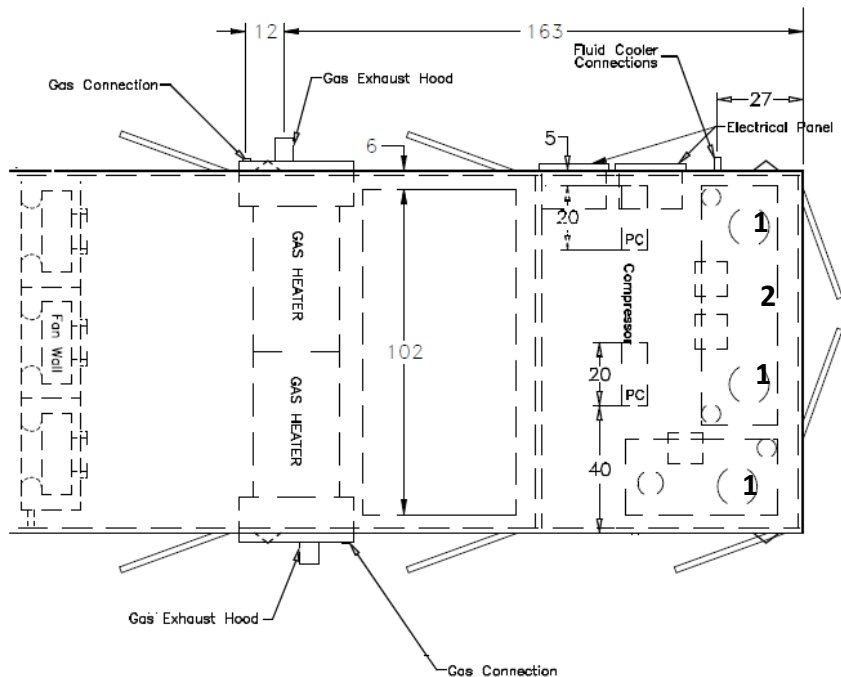 12
163
Fluid Cooler
Connections
Gas Connection
Gas Exhaust Hood
27
Electrical Panel
6
5
20
PC
1
GAS HEATER
Compressor
2
Fan Wall
102
20
PC
1
GAS HEATER
40
1
Gas Exhaust Hood
Gas Connection